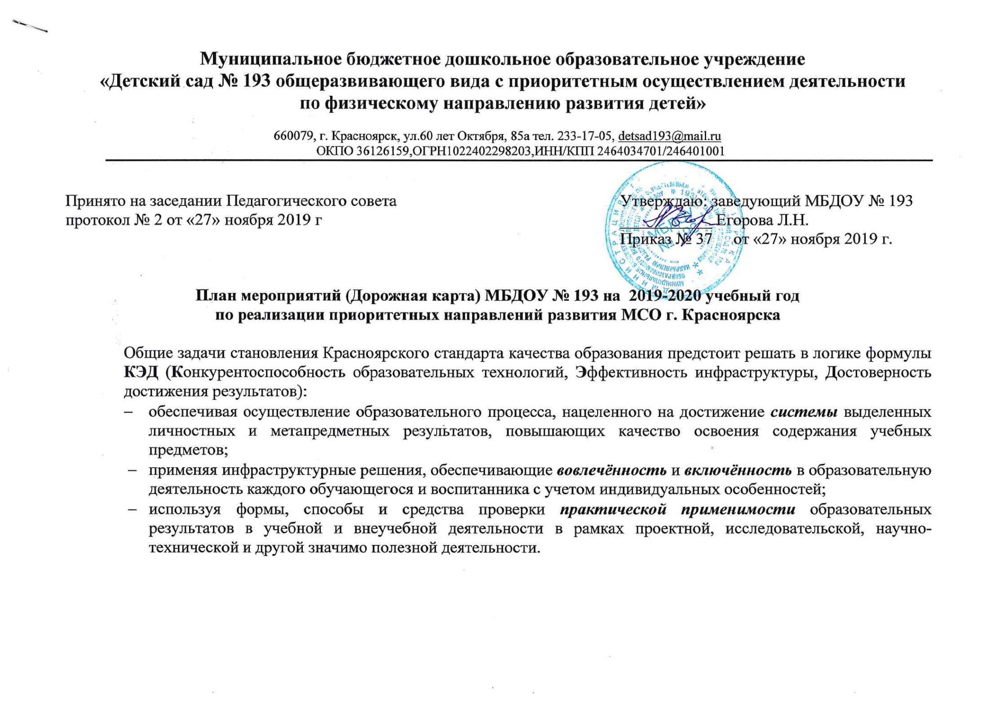 Муниципальное бюджетное дошкольное образовательное учреждение
«Детский сад № 193 общеразвивающего вида с приоритетным осуществлением деятельности
по физическому направлению развития детей»
660079, г. Красноярск, ул.60 лет Октября, 85а тел. 233-17-05, detsad193@mail.ru
ОКПО 36126159,ОГРН1022402298203,ИНН/КПП 2464034701/246401001
Принято на заседании Педагогического совета
протокол № 2 от «27» ноября 2019 г
Утверждаю: заведующий МБДОУ № 193
Егорова Л.Н.
Приказ № 37 от «27» ноября 2019 г.
МБДОУ
№ 193
План мероприятий (Дорожная карта) МБДОУ № 193 на 2019-2020 учебный год
по реализации приоритетных направлений развития МСО г. Красноярска
Общие задачи становления Красноярского стандарта качества образования предстоит решать в логике формулы
КЭД (Конкурентоспособность образовательных технологий, Эффективность инфраструктуры, Достоверность
достижения результатов):
– обеспечивая осуществление образовательного процесса, нацеленного на достижение системы выделенных
личностных и метапредметных результатов, повышающих качество освоения содержания учебных
предметов;
– применяя инфраструктурные решения, обеспечивающие вовлечённость и включённость в образовательную
деятельность каждого обучающегося и воспитанника с учетом индивидуальных особенностей;
– используя формы, способы и средства проверки практической применимости образовательных
результатов в учебной и внеучебной деятельности в рамках проектной, исследовательской, научно-
технической и другой значимо полезной деятельности.